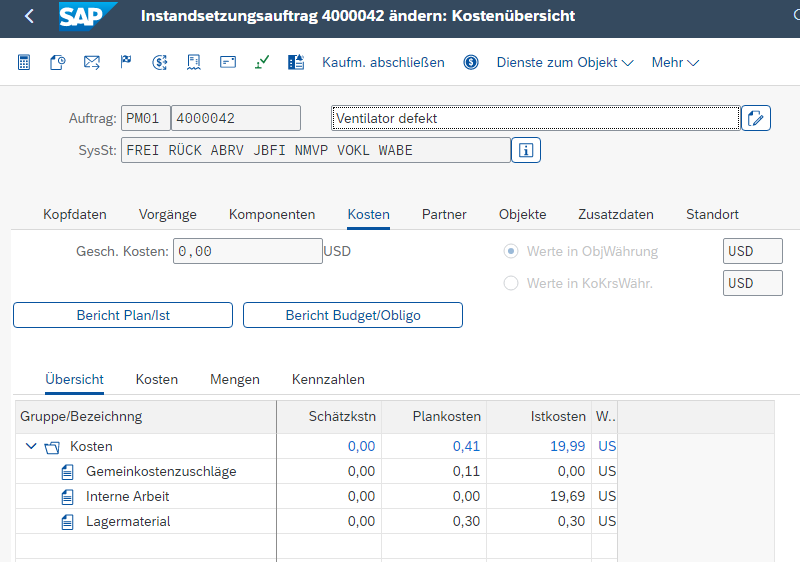 SAP Instandsetzungsauftrag 4000042 ändern: Kostenübersicht
Kaufm. abschließen Dienste zum Objekt Mehr
Auftrag: PM01 4000042 Ventilator defekt
SysSt: FREI RÜCK ABRV JBFI NMVP VOKL WABE
Kopfdaten Vorgänge Komponenten Kosten Partner Objekte Zusatzdaten Standort
Gesch. Kosten: 0,00 USD Werte in ObjWährung USD
Werte in KoKrsWähr. USD
Bericht Plan/Ist Bericht Budget/Obligo
Übersicht Kosten Mengen Kennzahlen
Gruppe/Bezeichnng Schätzkstn Plankosten Istkosten W..
Kosten 0,00 0,41 19,99 US
Gemeinkostenzuschläge 0,00 0,11 0,00 US
Interne Arbeit 0,00 0,00 19,69 US
Lagermaterial 0,00 0,30 0,30 US